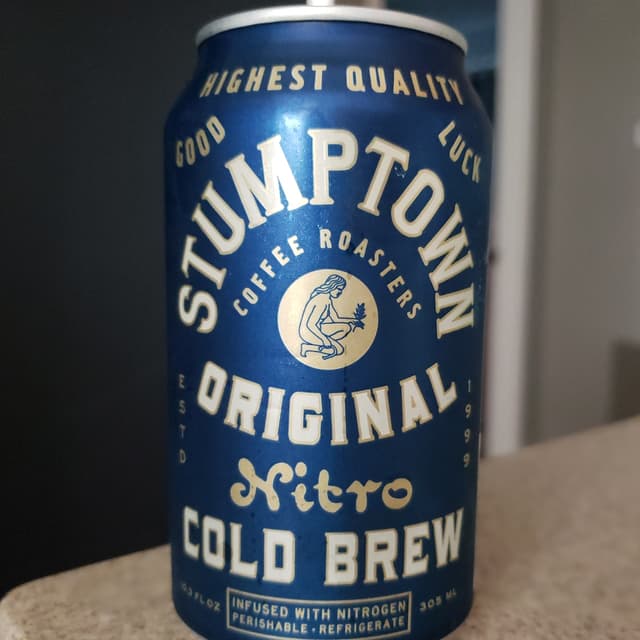 HIGHEST QUALITY
GOOD LUCK
STUMPTOWN
COFFEE ROASTERS
ORIGINAL
ESTD 1999
Nitro
COLD BREW
10.3 FL OZ
INFUSED WITH NITROGEN
PERISHABLE · REFRIGERATE
305 ML